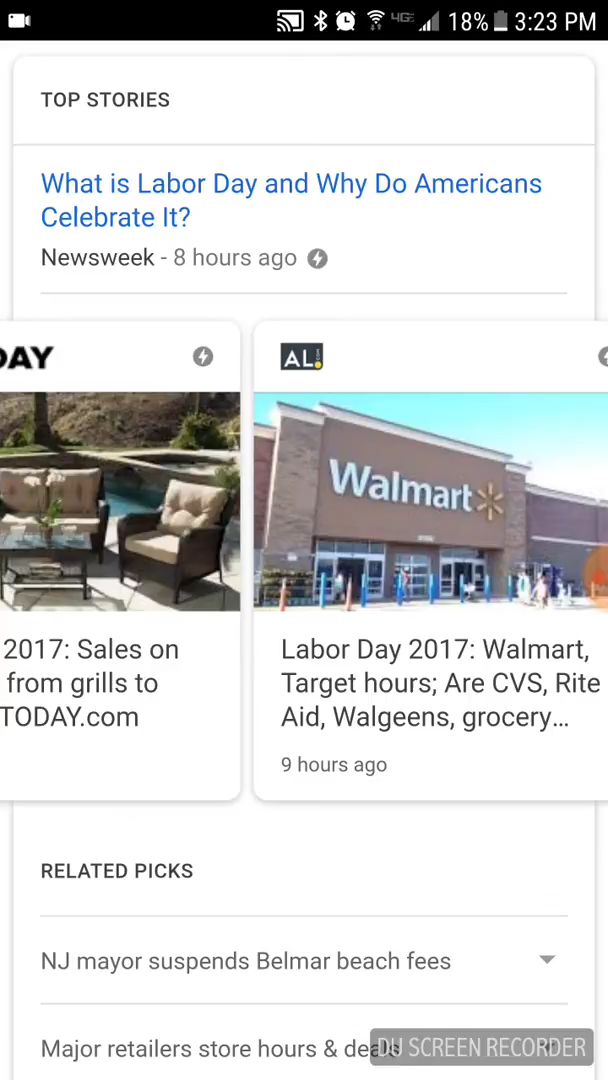 4G
18% 3:23 PM
TOP STORIES
What is Labor Day and Why Do Americans
Celebrate It?
Newsweek - 8 hours ago
DAY
AL.COM
Walmart
2017: Sales on
from grills to
TODAY.com
Labor Day 2017: Walmart,
Target hours; Are CVS, Rite
Aid, Walgeens, grocery...
9 hours ago
RELATED PICKS
NJ mayor suspends Belmar beach fees
Major retailers store hours & deals
DU SCREEN RECORDER